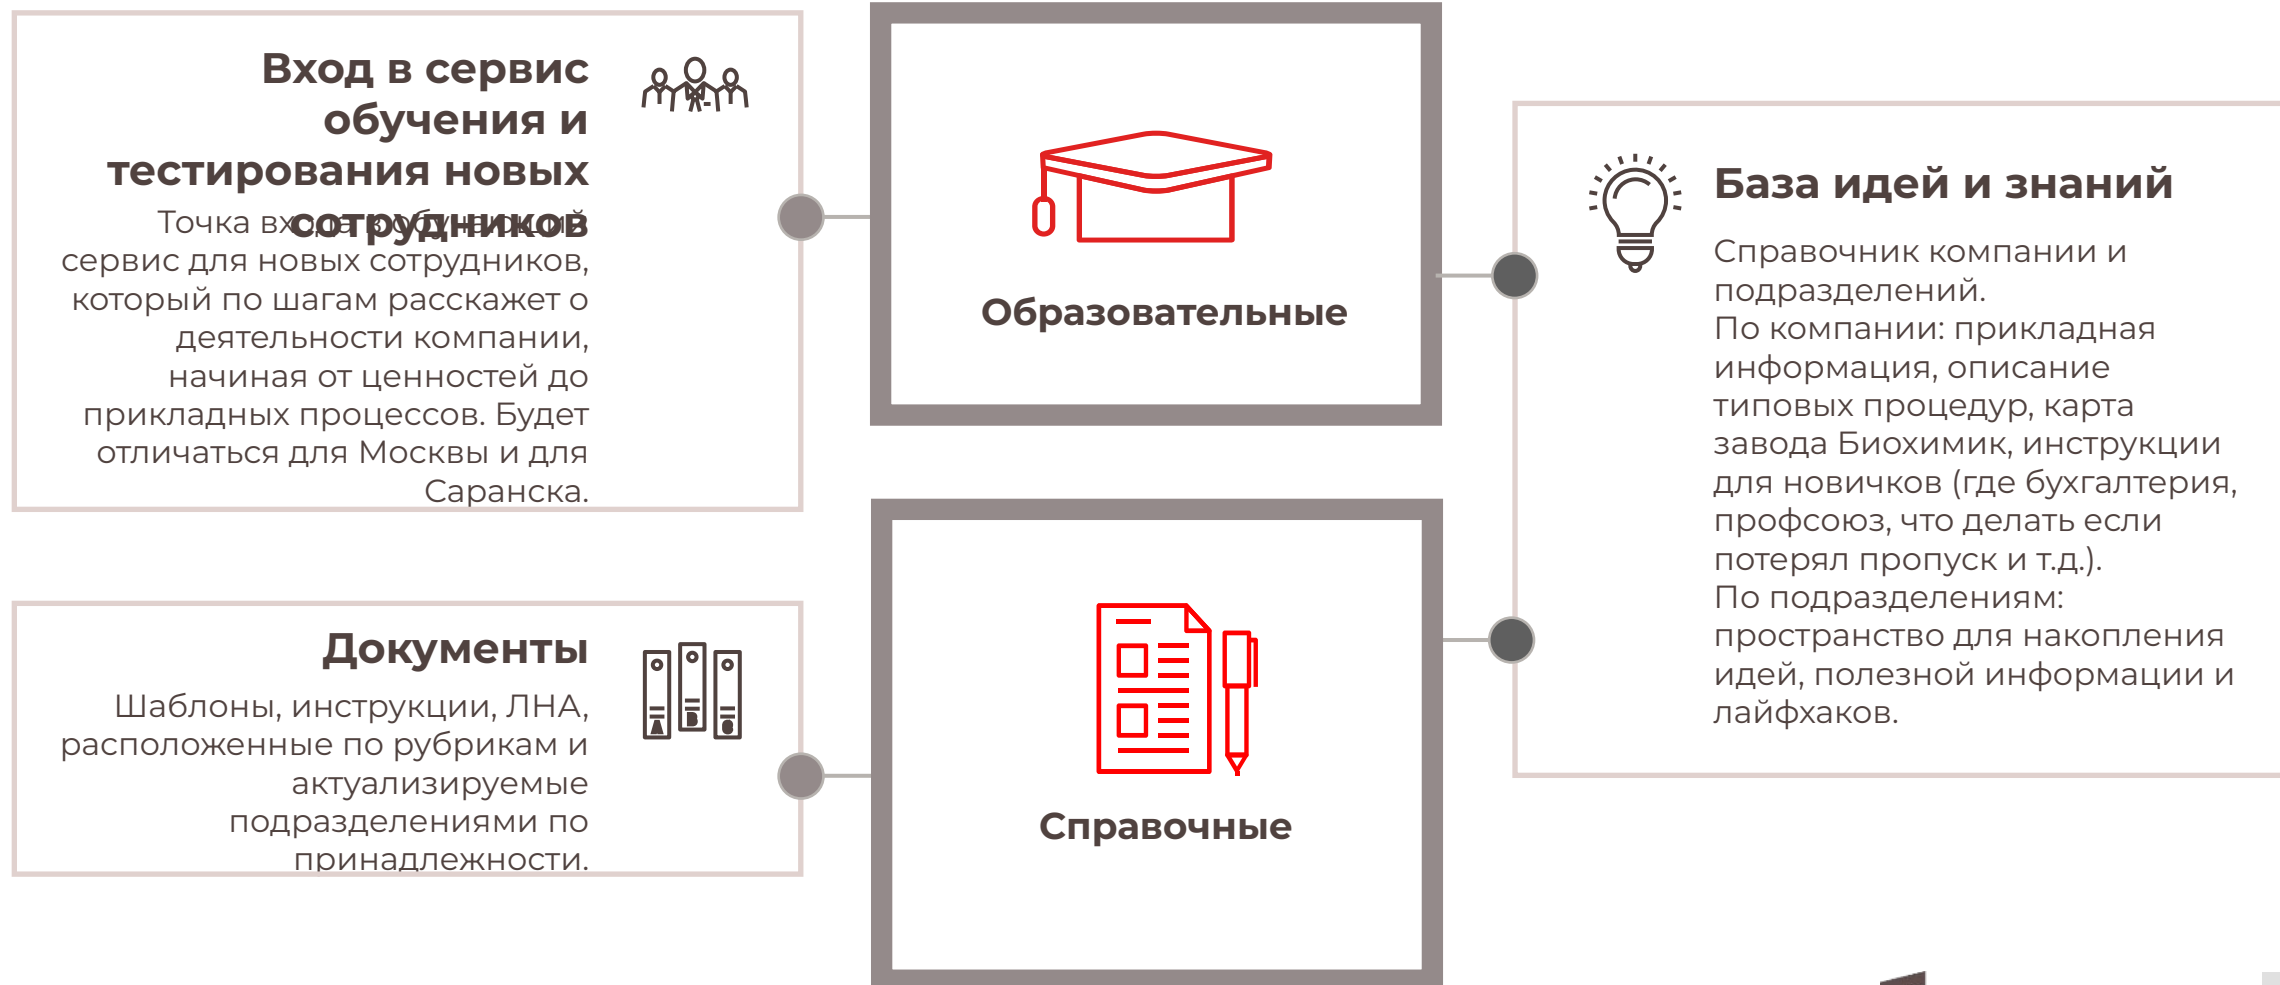 Вход в сервис
обучения и
тестирования новых
сотрудников
Точка входа в обучающий
сервис для новых сотрудников,
который по шагам расскажет о
деятельности компании,
начиная от ценностей до
прикладных процессов. Будет
отличаться для Москвы и для
Саранска.
Документы
Шаблоны, инструкции, ЛНА,
расположенные по рубрикам и
актуализируемые
подразделениями по
принадлежности.
A B C
Образовательные
Справочные
База идей и знаний
Справочник компании и
подразделений.
По компании: прикладная
информация, описание
типовых процедур, карта
завода Биохимик, инструкции
для новичков (где бухгалтерия,
профсоюз, что делать если
потерял пропуск и т.д.).
По подразделениям:
пространство для накопления
идей, полезной информации и
лайфхаков.